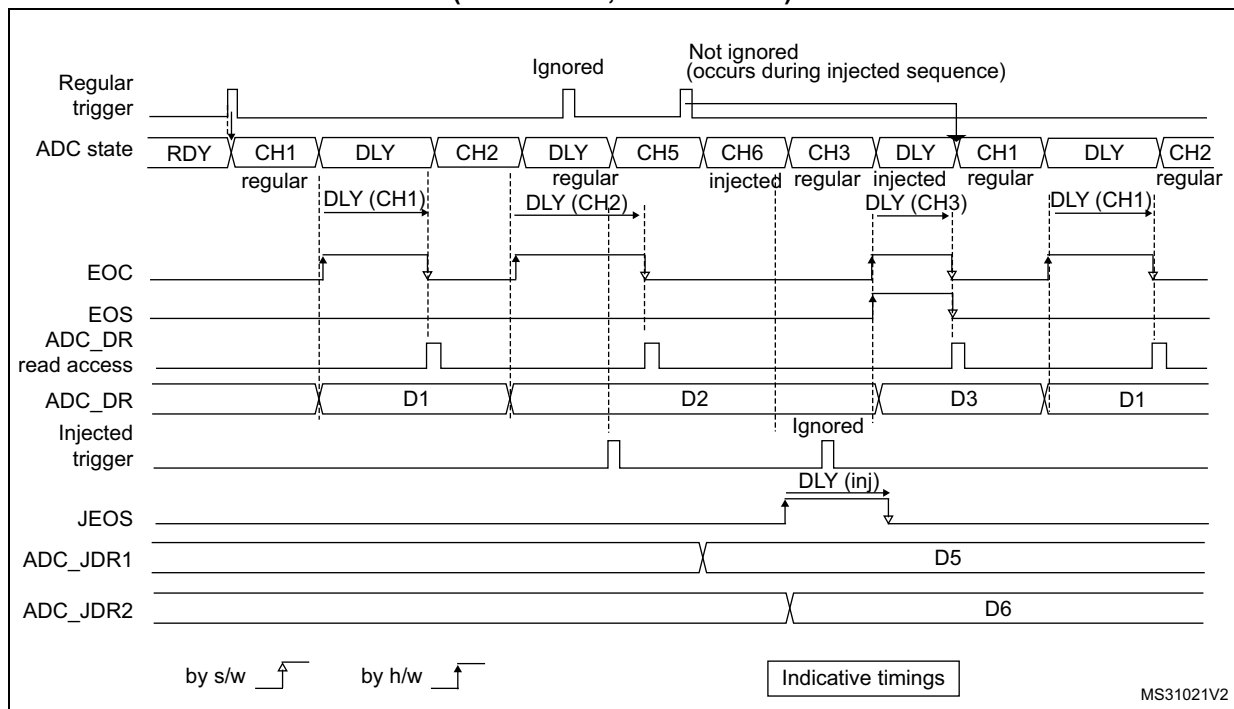 Regular trigger
Ignored
Not ignored
(occurs during injected sequence)
ADC state
RDY CH1 DLY CH2 DLY CH5 CH6 CH3 DLY CH1 DLY CH2
regular regular injected regular injected regular regular
DLY (CH1) DLY (CH2) DLY (CH3) DLY (CH1)
EOC
EOS
ADC_DR
read access
ADC_DR D1 D2 D3 D1
Injected
trigger
Ignored
DLY (inj)
JEOS
ADC_JDR1 D5
ADC_JDR2 D6
by s/w by h/w Indicative timings
MS31021V2